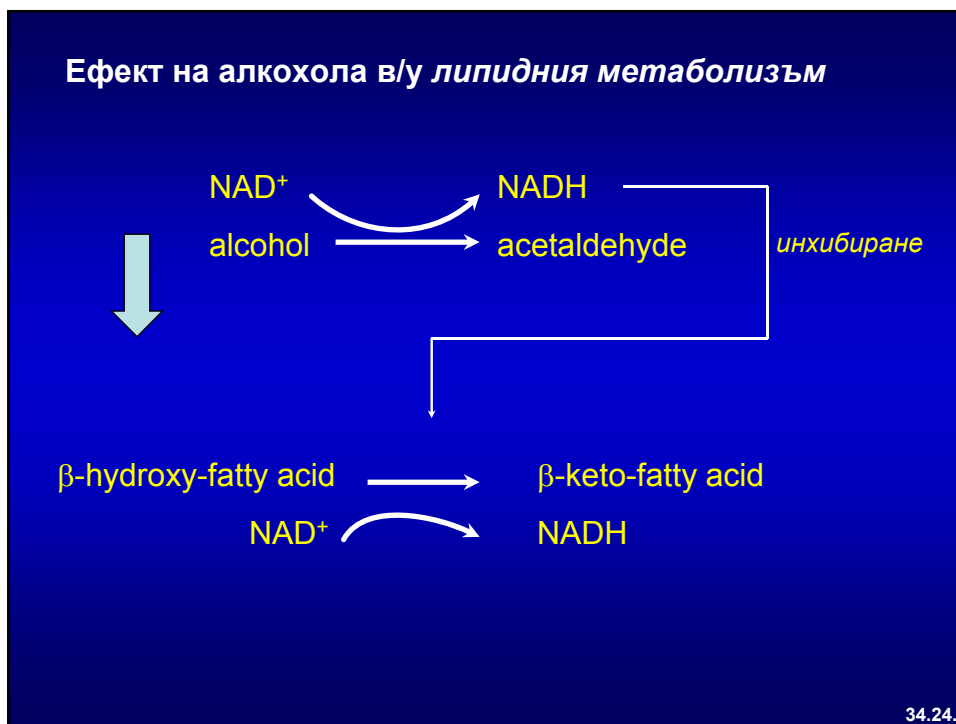 Ефект на алкохола в/у липидния метаболизъм
NAD⁺ NADH
alcohol acetaldehyde инхибиране
β-hydroxy-fatty acid β-keto-fatty acid
NAD⁺ NADH
34.24.